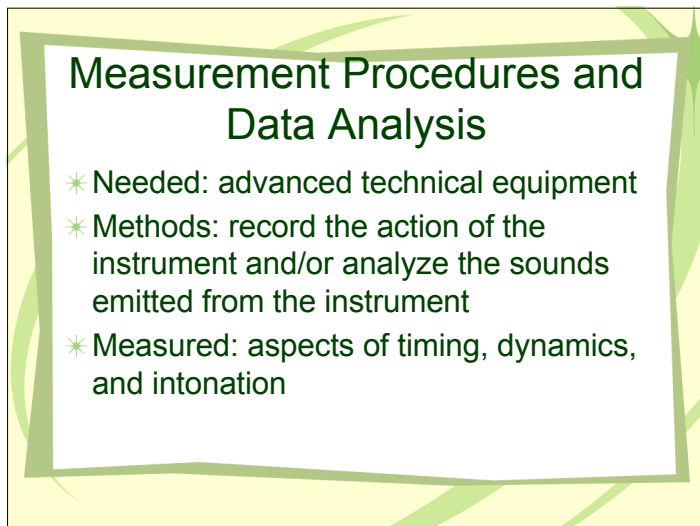 Measurement Procedures and
Data Analysis
Needed: advanced technical equipment
Methods: record the action of the
instrument and/or analyze the sounds
emitted from the instrument
Measured: aspects of timing, dynamics,
and intonation